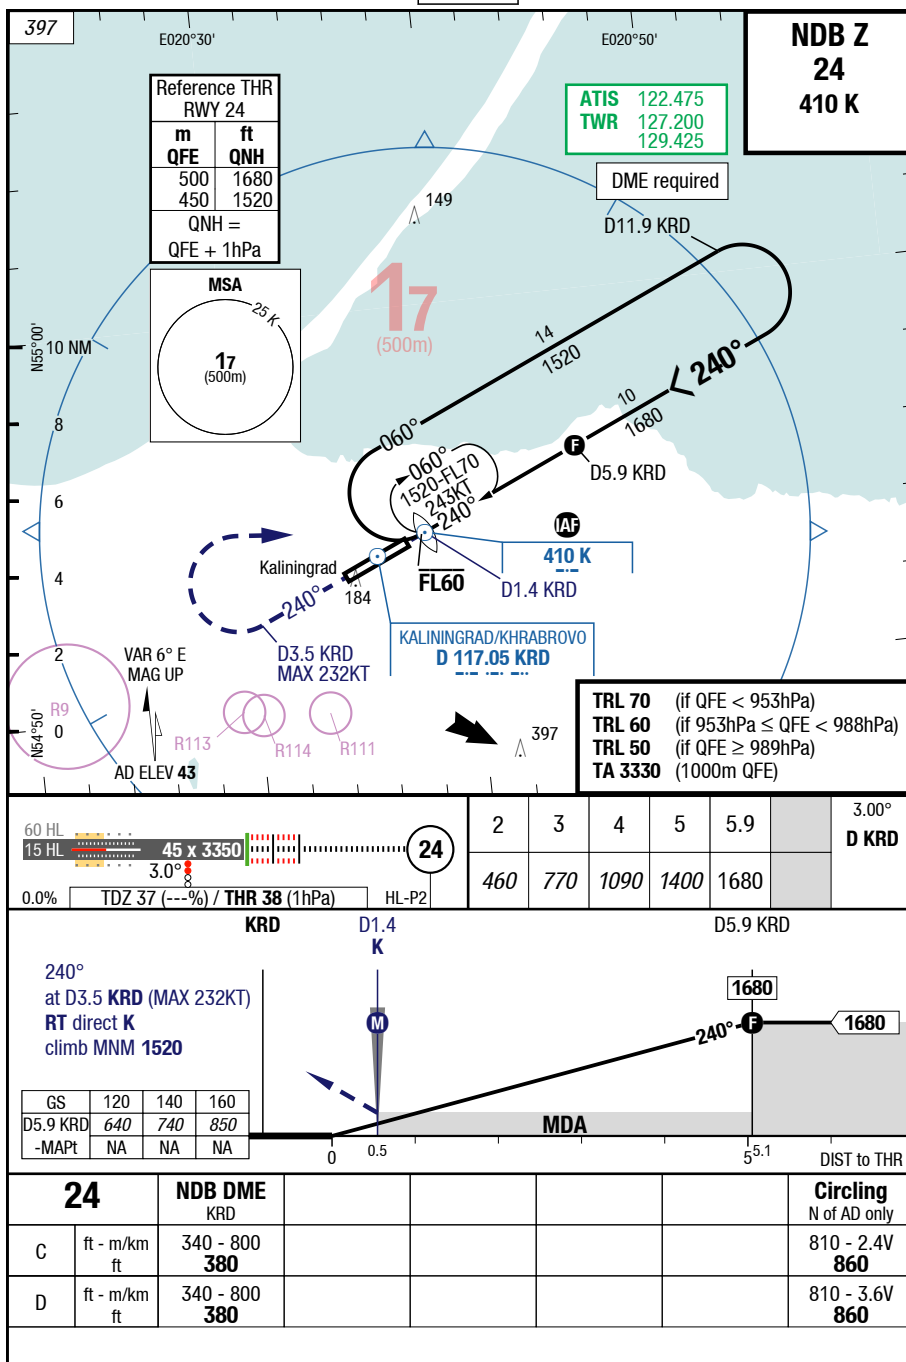 397
E020°30'
E020°50'
NDB Z
24
410 K
Reference THR
RWY 24
m ft
QFE QNH
500 1680
450 1520
QNH =
QFE + 1hPa
ATIS 122.475
TWR 127.200
129.425
DME required
149
D11.9 KRD
MSA
25 K
17
(500m)
17
(500m)
N55°00'
10 NM
14
1520
240°
10
1680
8
060°
F
D5.9 KRD
060°
1520-FL70
243KT
240°
6
IAF
410 K
Kaliningrad
FL60
D1.4 KRD
4
184
240°
KALININGRAD/KHRABROVO
D 117.05 KRD
D3.5 KRD
MAX 232KT
2
VAR 6° E
MAG UP
R9
N54°50'
0
R113
R114
R111
397
AD ELEV 43
TRL 70 (if QFE < 953hPa)
TRL 60 (if 953hPa ≤ QFE < 988hPa)
TRL 50 (if QFE ≥ 989hPa)
TA 3330 (1000m QFE)
60 HL
15 HL
45 x 3350
24
3.0°
0.0%
TDZ 37 (---%) / THR 38 (1hPa)
HL-P2
2 3 4 5 5.9 3.00°
D KRD
460 770 1090 1400 1680
KRD
D1.4
K
D5.9 KRD
240°
at D3.5 KRD (MAX 232KT)
RT direct K
climb MNM 1520
M
1680
240°
F
1680
GS 120 140 160
D5.9 KRD 640 740 850
-MAPt NA NA NA
MDA
0 0.5 5 5.1 DIST to THR
24 NDB DME Circling
KRD N of AD only
C ft - m/km 340 - 800 810 - 2.4V
ft 380 860
D ft - m/km 340 - 800 810 - 3.6V
ft 380 860